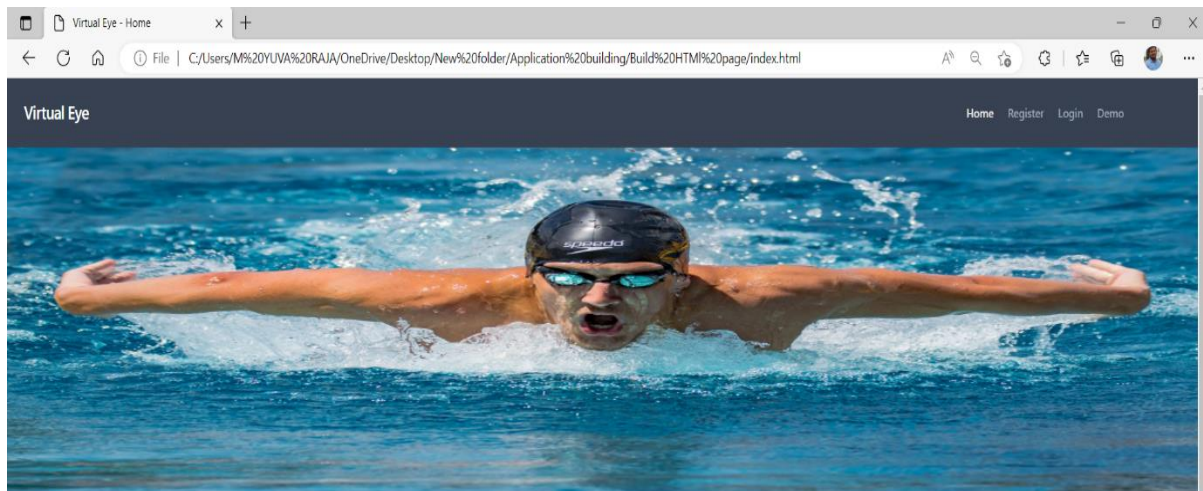 Virtual Eye - Home
File | C:/Users/M%20YUVA%20RAJA/OneDrive/Desktop/New%20folder/Application%20building/Build%20HTMl%20page/index.html
Virtual Eye
Home Register Login Demo
speedo